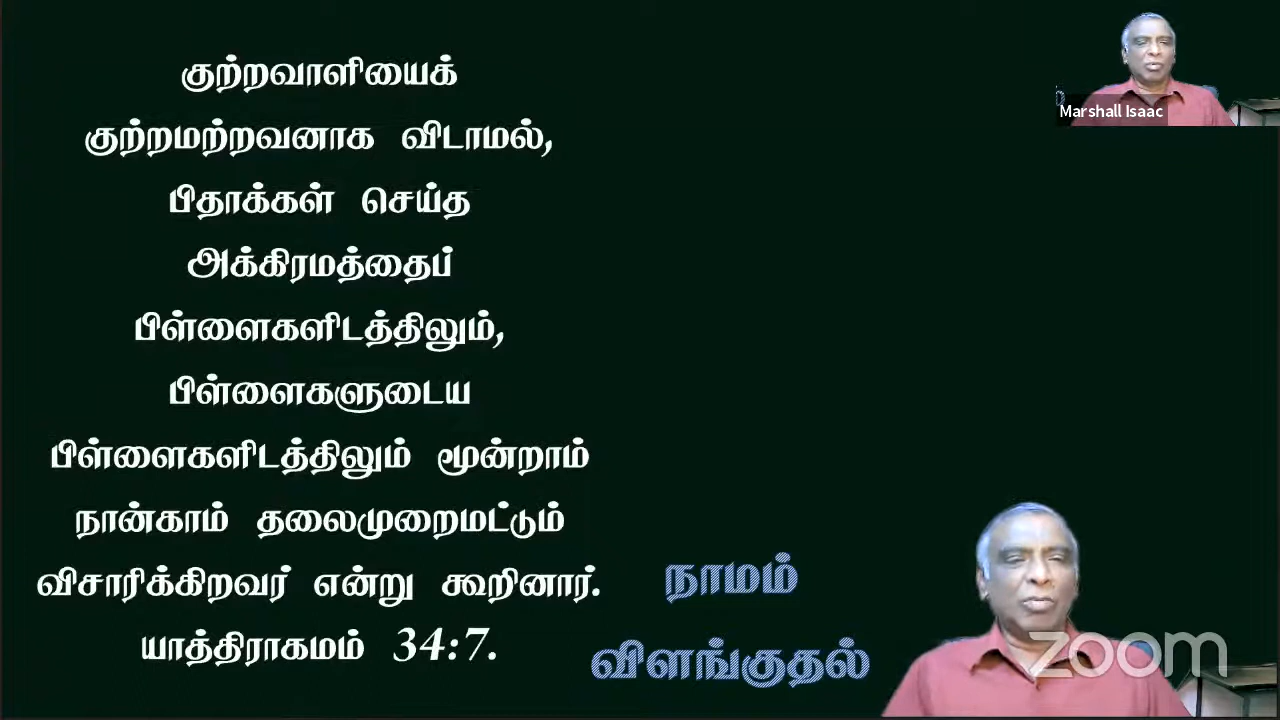 குற்றவாளியைக்
குற்றமற்றவனாக விடாமல்,
பிதாக்கள் செய்த
அக்கிரமத்தைப்
பிள்ளைகளிடத்திலும்,
பிள்ளைகளுடைய
பிள்ளைகளிடத்திலும் மூன்றாம்
நான்காம் தலைமுறைமட்டும்
விசாரிக்கிறவர் என்று கூறினார்.
யாத்திராகமம் 34:7.
நாமம்
விளங்குதல்
Marshall Isaac
zoom